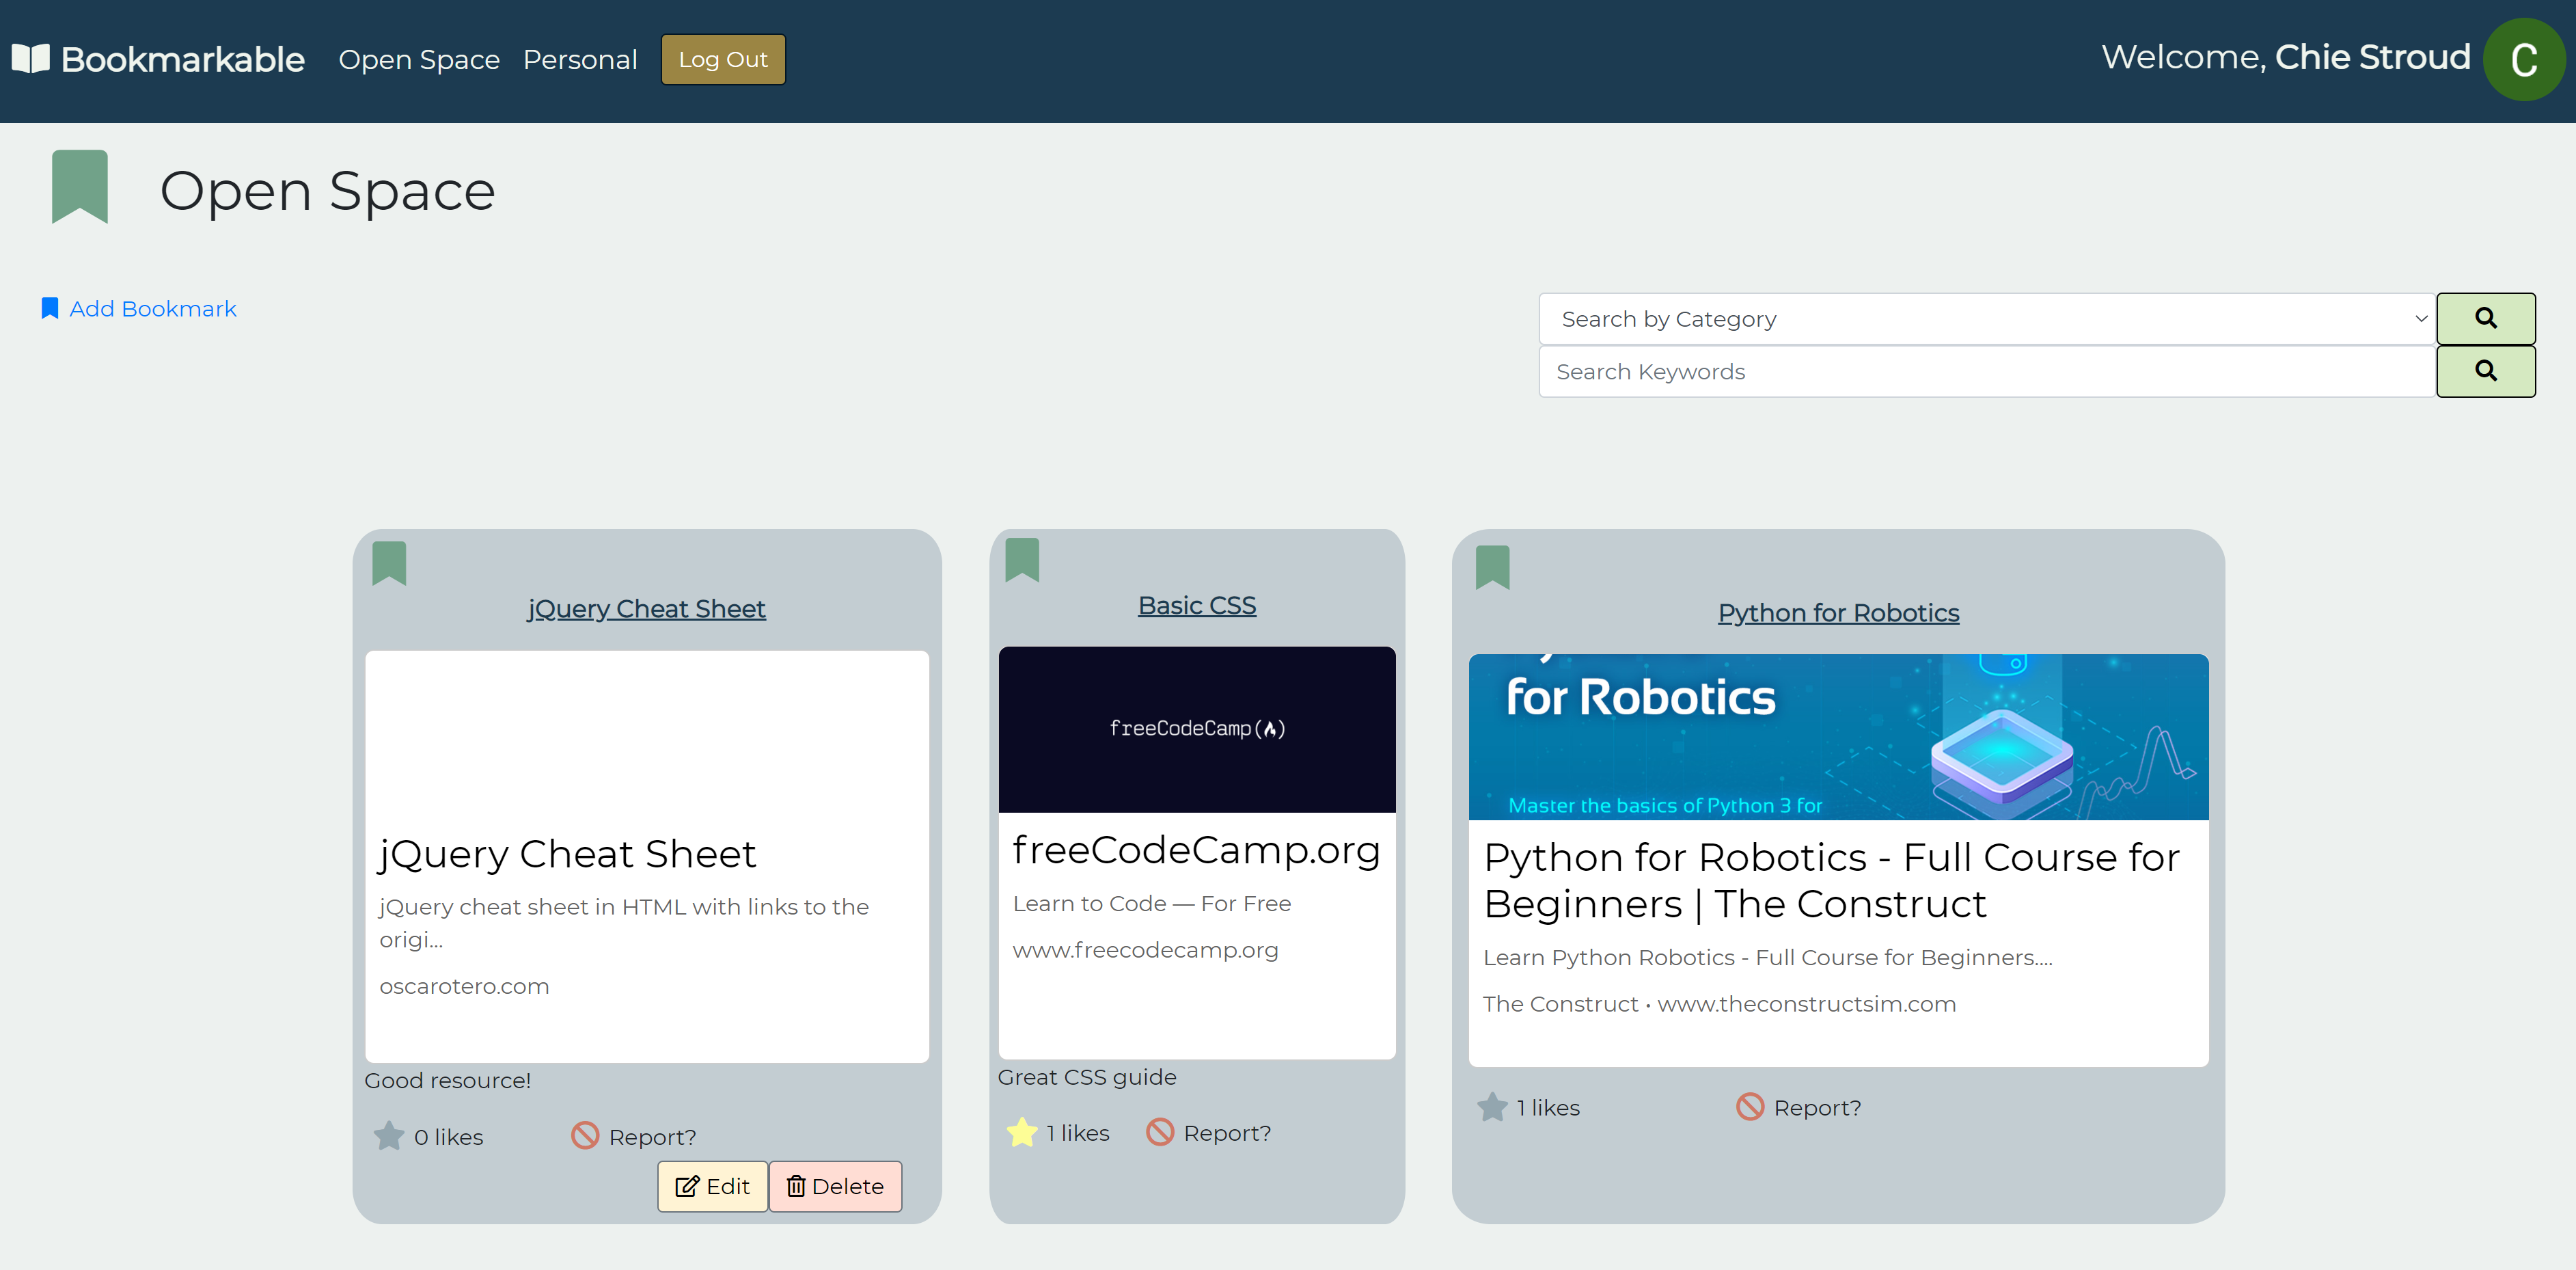 Bookmarkable Open Space Personal Log Out Welcome, Chie Stroud C
Open Space
Add Bookmark
Search by Category
Search Keywords
jQuery Cheat Sheet
jQuery Cheat Sheet
jQuery cheat sheet in HTML with links to the
origi...
oscarotero.com
Good resource!
0 likes Report?
Edit Delete
Basic CSS
freeCodeCamp
freeCodeCamp.org
Learn to Code — For Free
www.freecodecamp.org
Great CSS guide
1 likes Report?
Python for Robotics
for Robotics
Master the basics of Python 3 for
Python for Robotics - Full Course for
Beginners | The Construct
Learn Python Robotics - Full Course for Beginners....
The Construct • www.theconstructsim.com
1 likes Report?